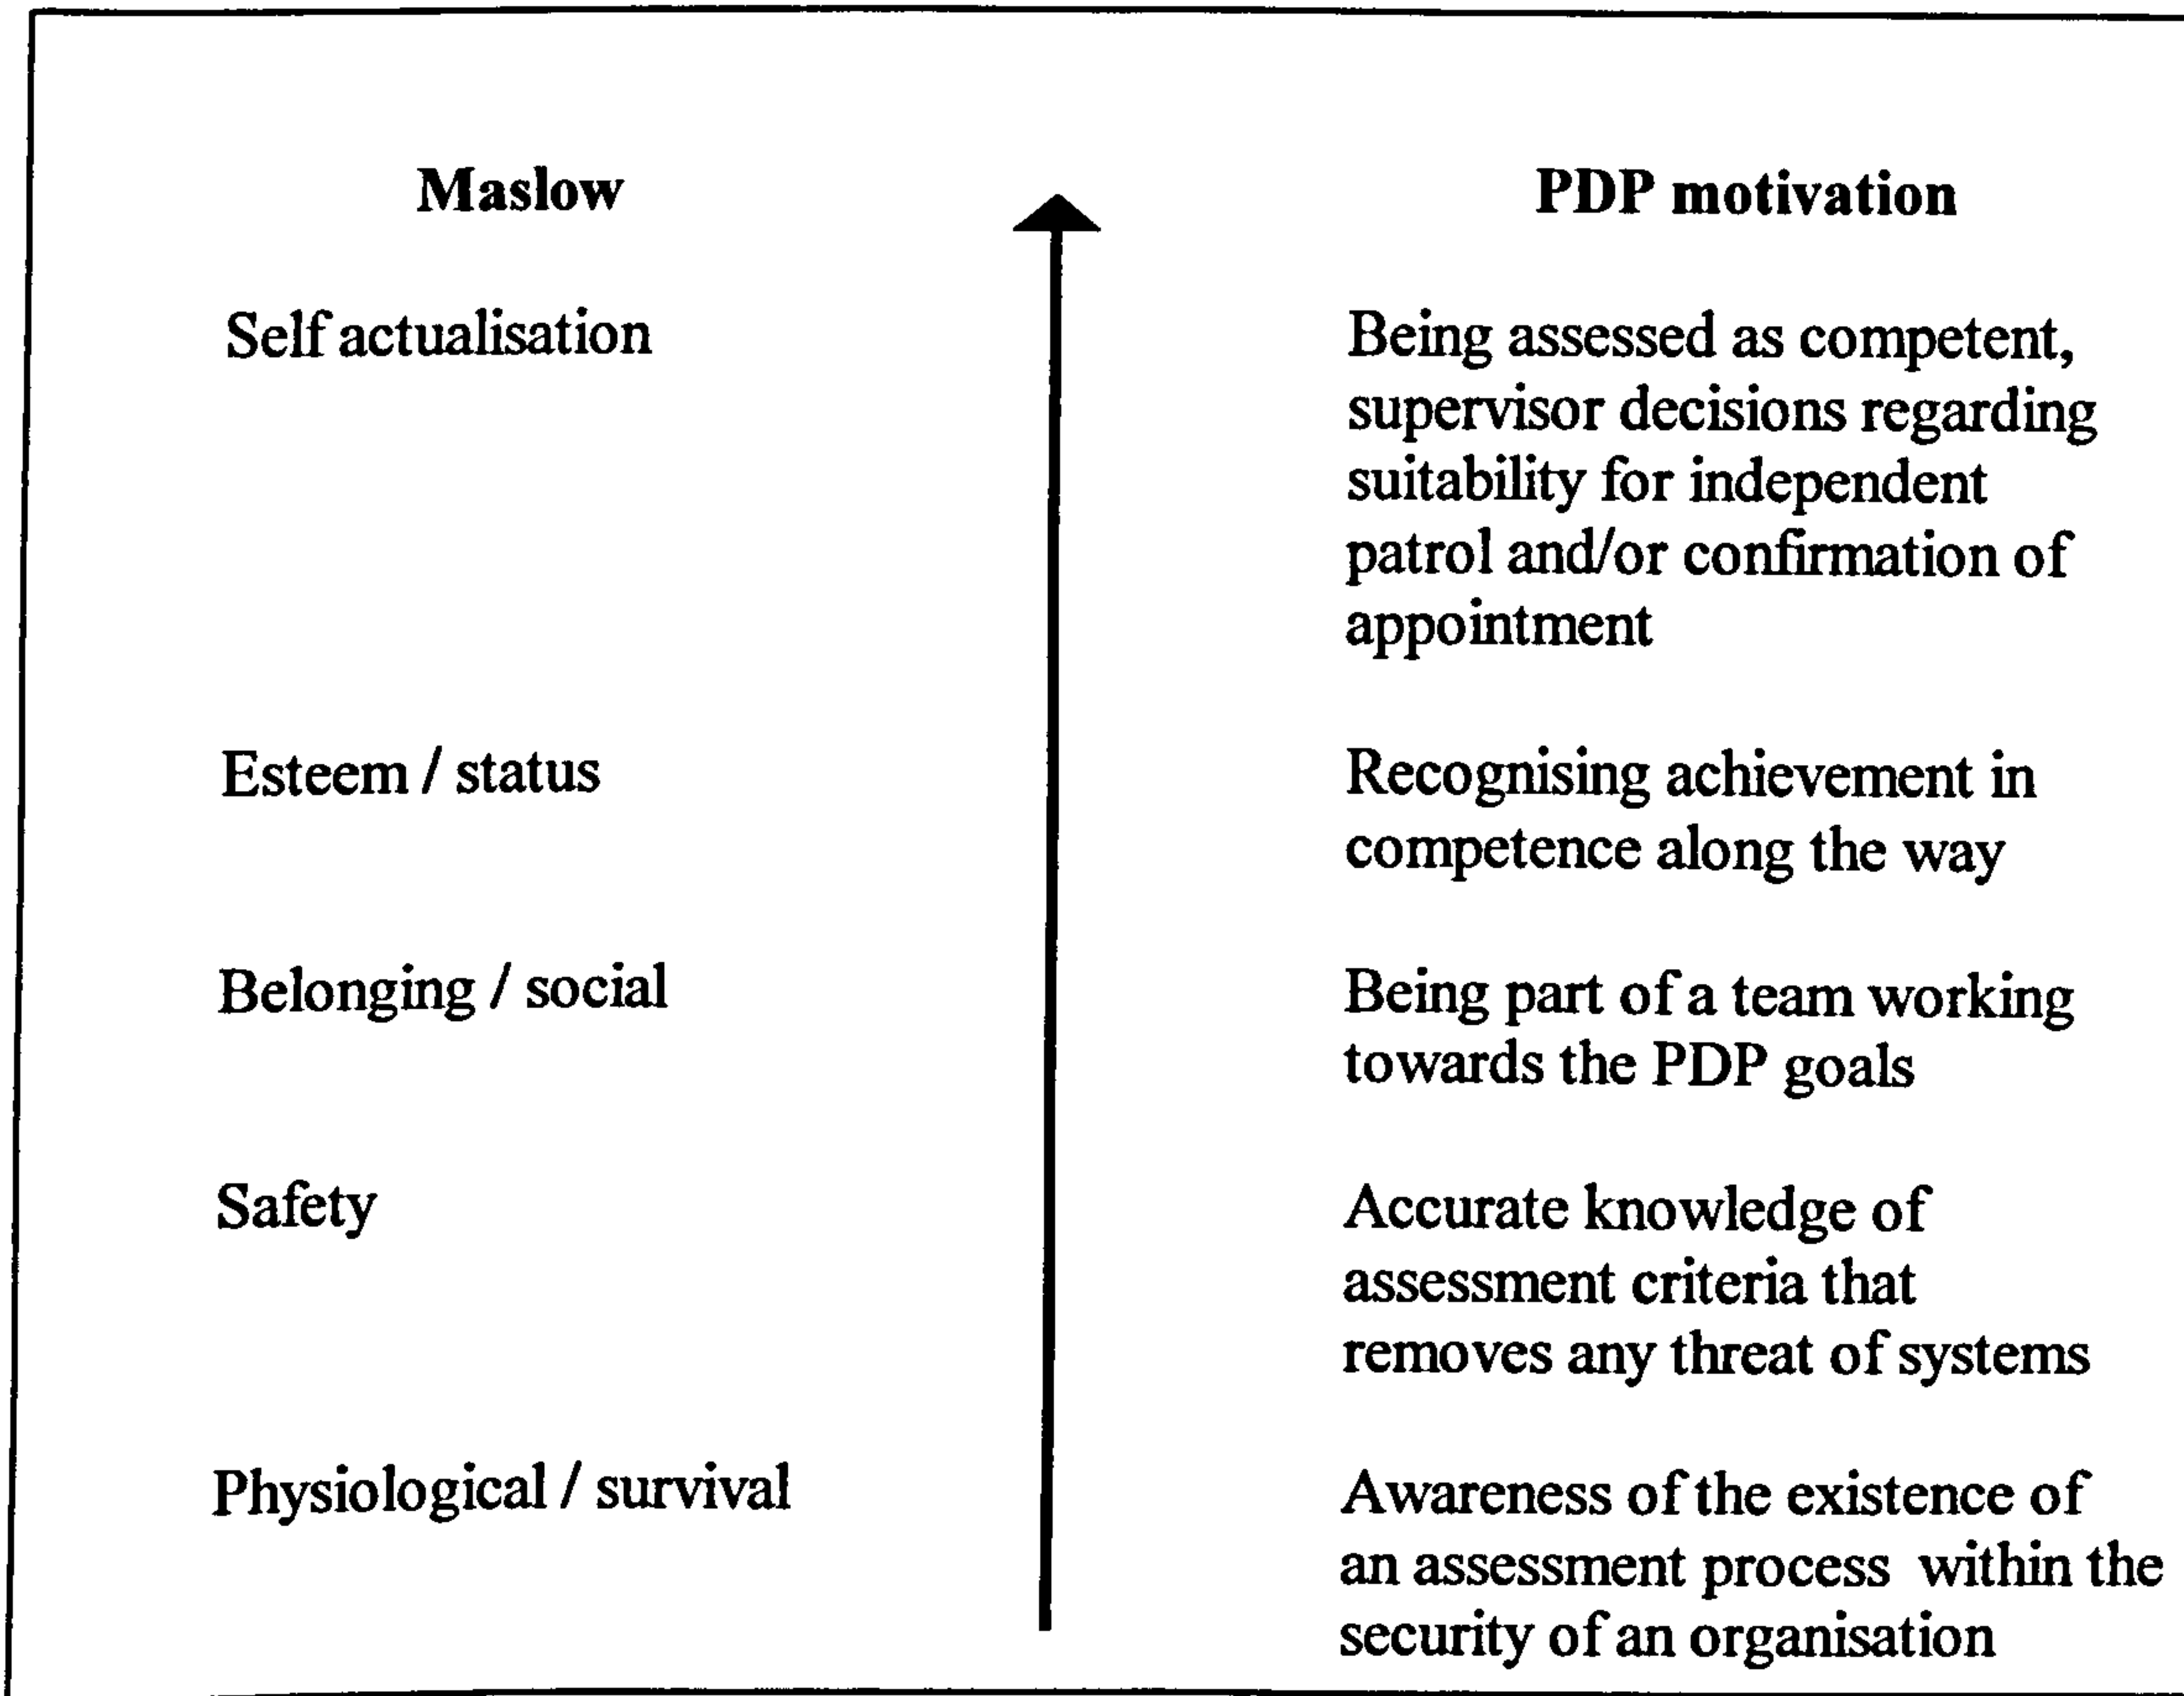 Maslow
PDP motivation
Self actualisation
Being assessed as competent,
supervisor decisions regarding
suitability for independent
patrol and/or confirmation of
appointment
Esteem / status
Recognising achievement in
competence along the way
Belonging / social
Being part of a team working
towards the PDP goals
Safety
Accurate knowledge of
assessment criteria that
removes any threat of systems
Physiological / survival
Awareness of the existence of
an assessment process within the
security of an organisation